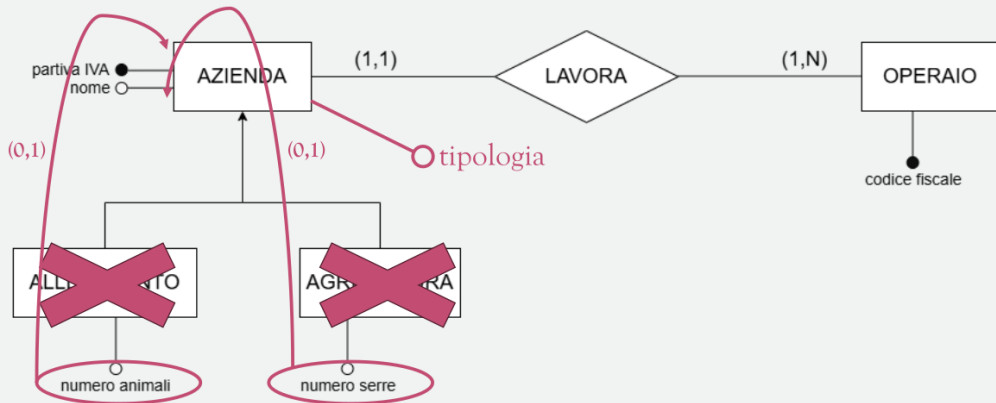 partiva IVA
nome
AZIENDA
(1,1)
LAVORA
(1,N)
OPERAIO
(0,1)
(0,1)
tipologia
codice fiscale
numero animali
numero serre